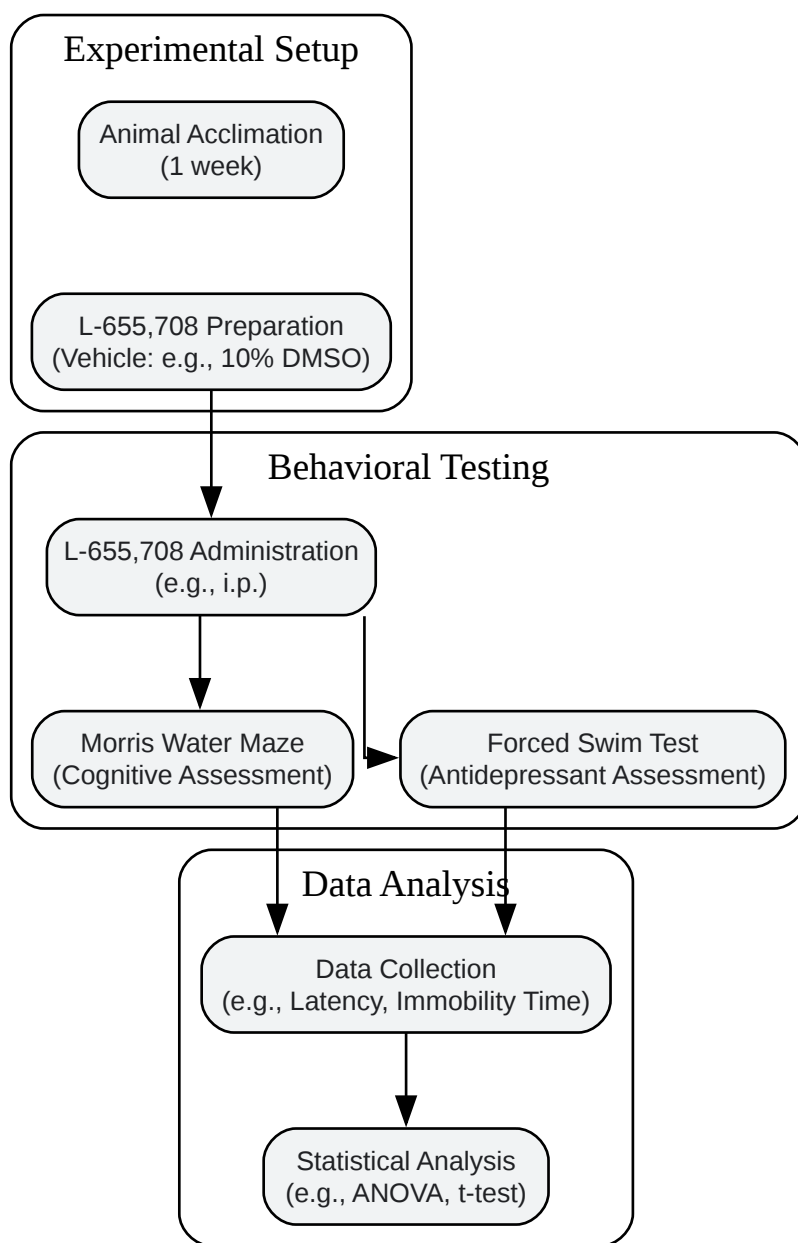 Experimental Setup
Animal Acclimation
(1 week)
L-655,708 Preparation
(Vehicle: e.g., 10% DMSO)
Behavioral Testing
L-655,708 Administration
(e.g., i.p.)
Morris Water Maze
(Cognitive Assessment)
Forced Swim Test
(Antidepressant Assessment)
Data Analysis
Data Collection
(e.g., Latency, Immobility Time)
Statistical Analysis
(e.g., ANOVA, t-test)